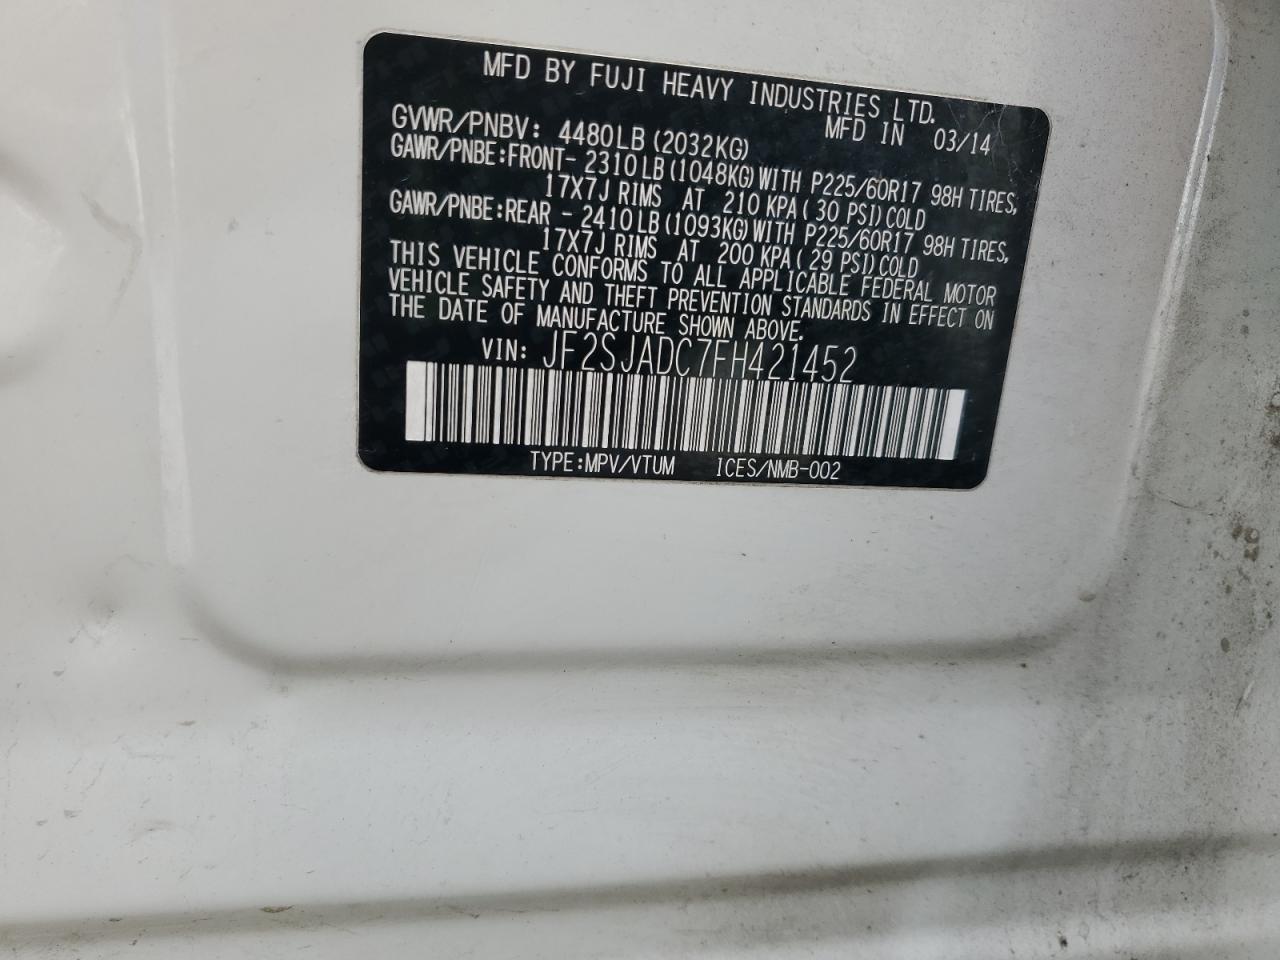 MFD BY FUJI HEAVY INDUSTRIES LTD.
MFD IN 03/14
GVWR/PNBV: 4480LB (2032KG)
GAWR/PNBE:FRONT- 2310LB (1048KG) WITH P225/60R17 98H TIRES,
17X7J RIMS AT 210 KPA( 30 PSI) COLD
GAWR/PNBE:REAR - 2410LB (1093KG) WITH P225/60R17 98H TIRES,
17X7J RIMS AT 200 KPA( 29 PSI) COLD
THIS VEHICLE CONFORMS TO ALL APPLICABLE FEDERAL MOTOR
VEHICLE SAFETY AND THEFT PREVENTION STANDARDS IN EFFECT ON
THE DATE OF MANUFACTURE SHOWN ABOVE.
VIN: JF2SJADC7FH421452
TYPE:MPV/VTUM ICES/NMB-002